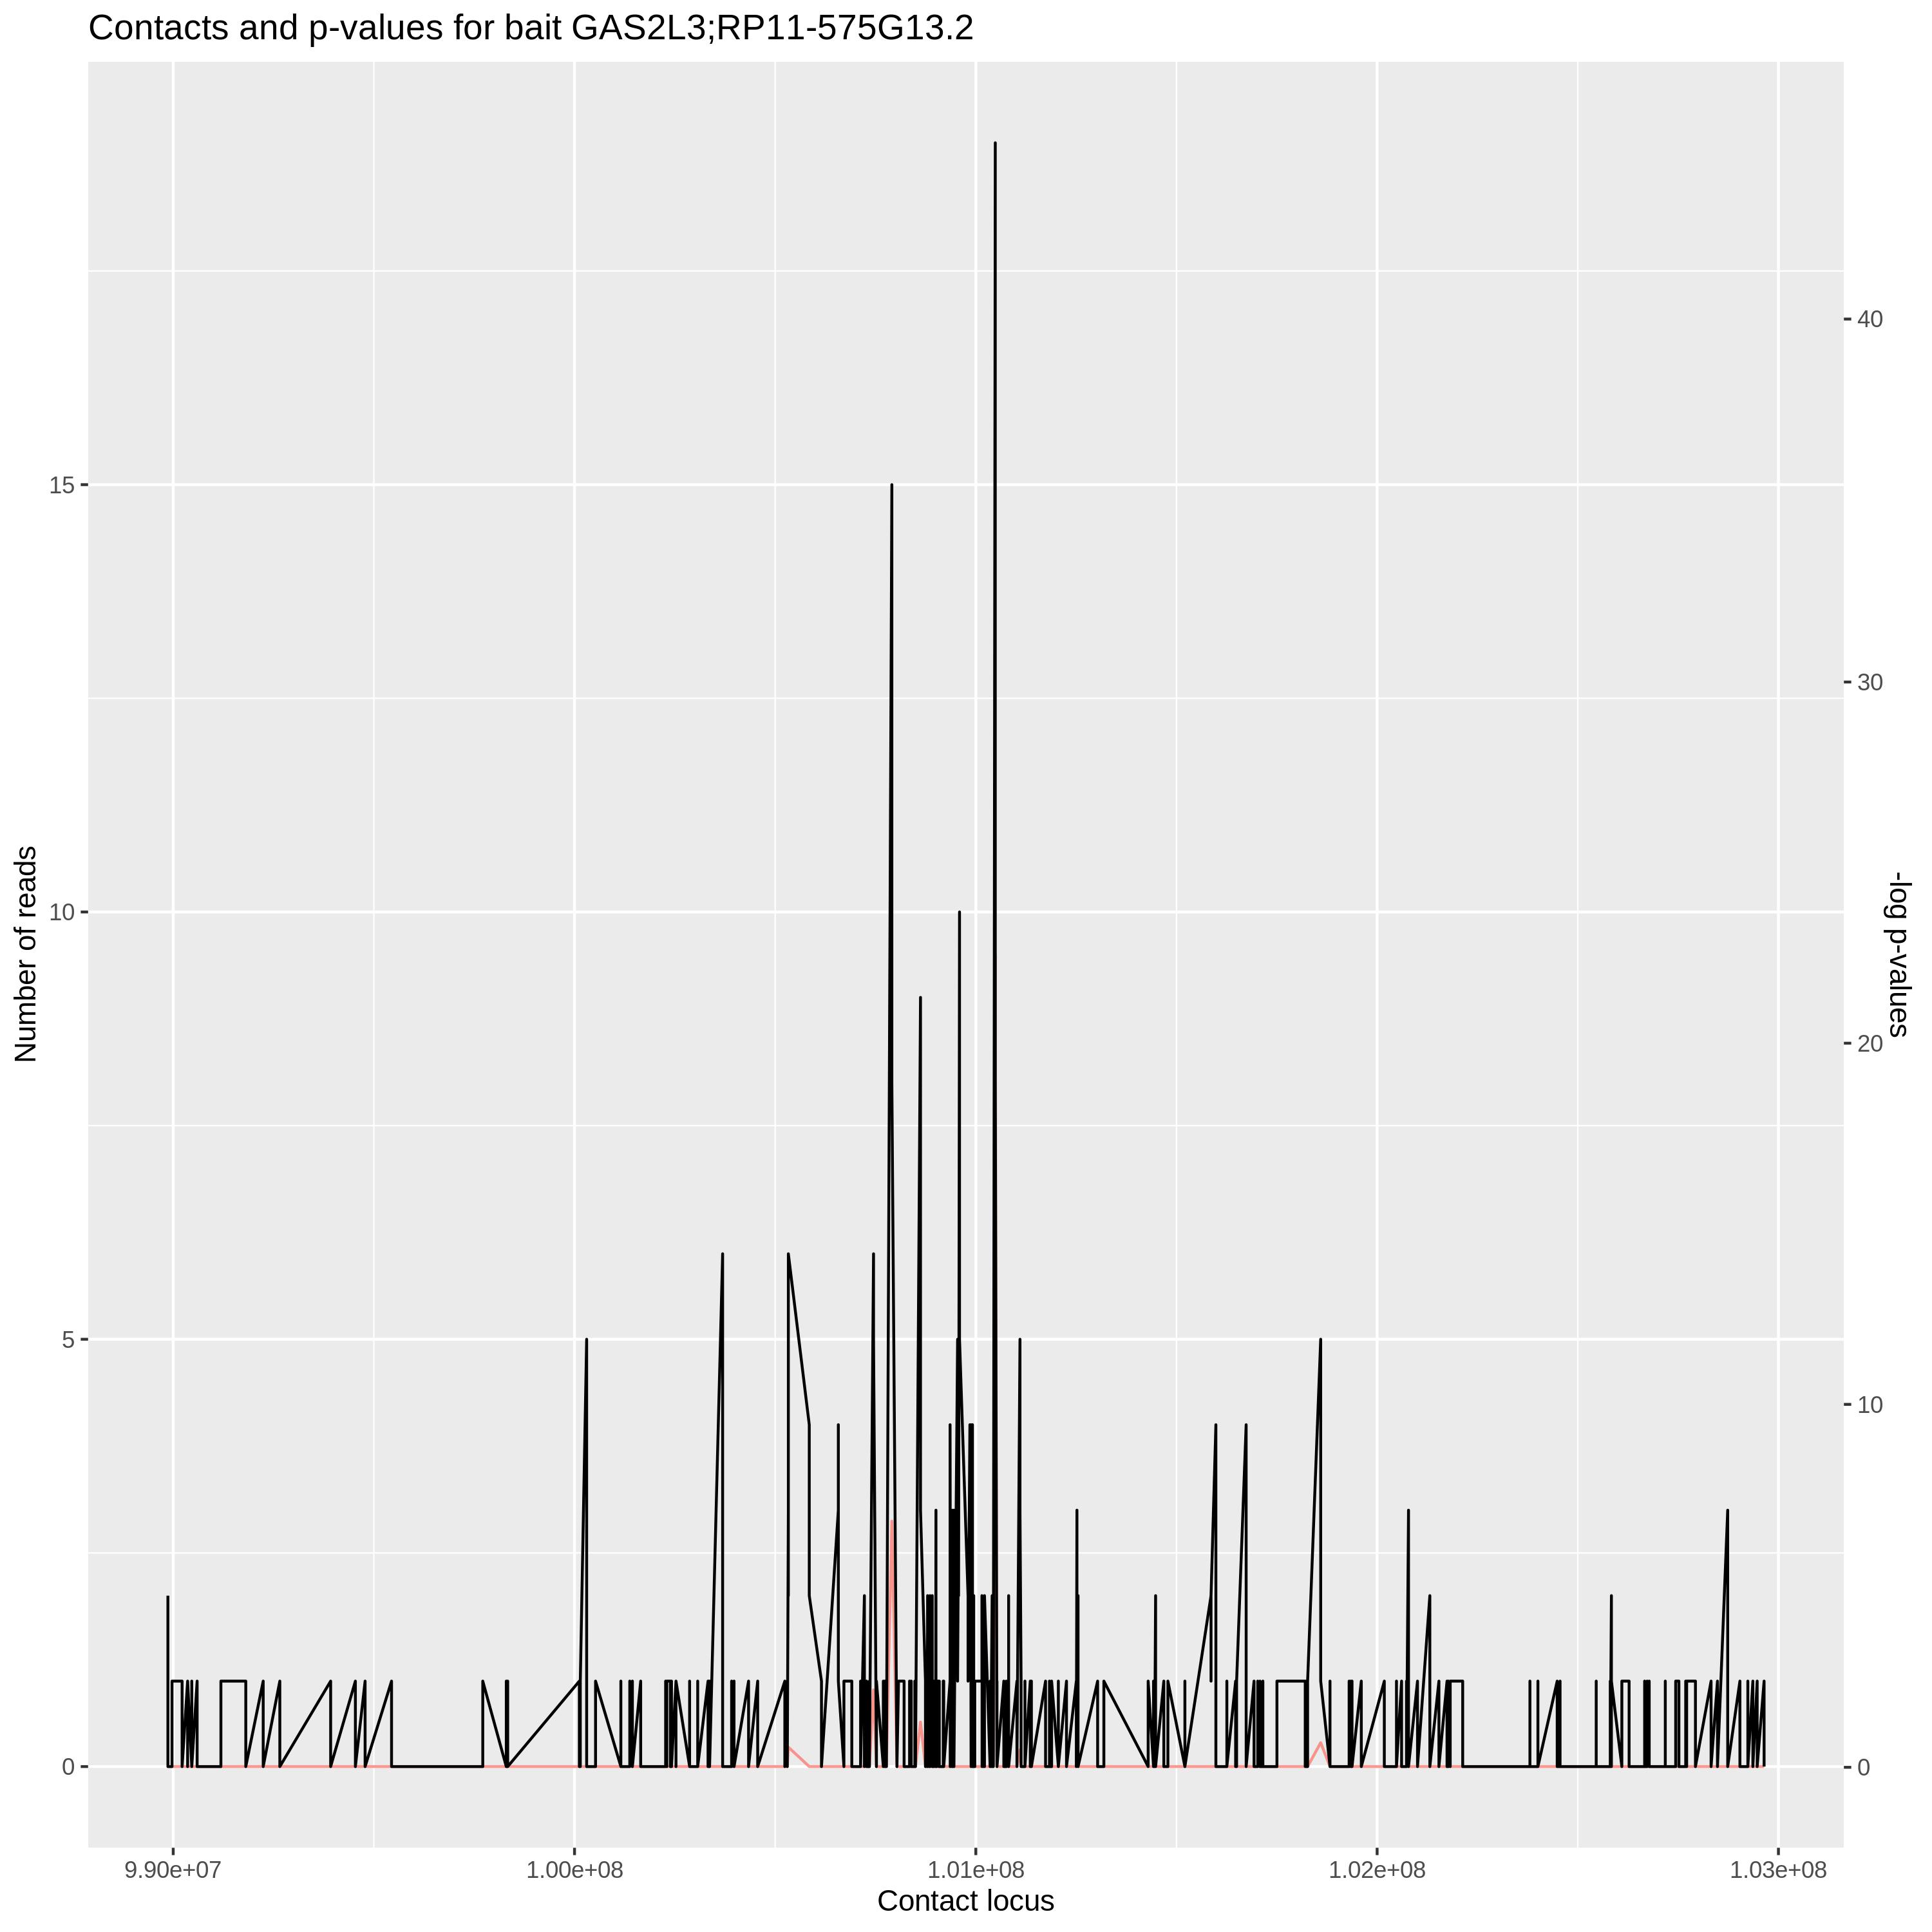 Contacts and p-values for bait GAS2L3;RP11-575G13.2
Number of reads
15
10
5
0
40
30
20
10
0
-log p-values
9.90e+07 1.00e+08 1.01e+08 1.02e+08 1.03e+08
Contact locus